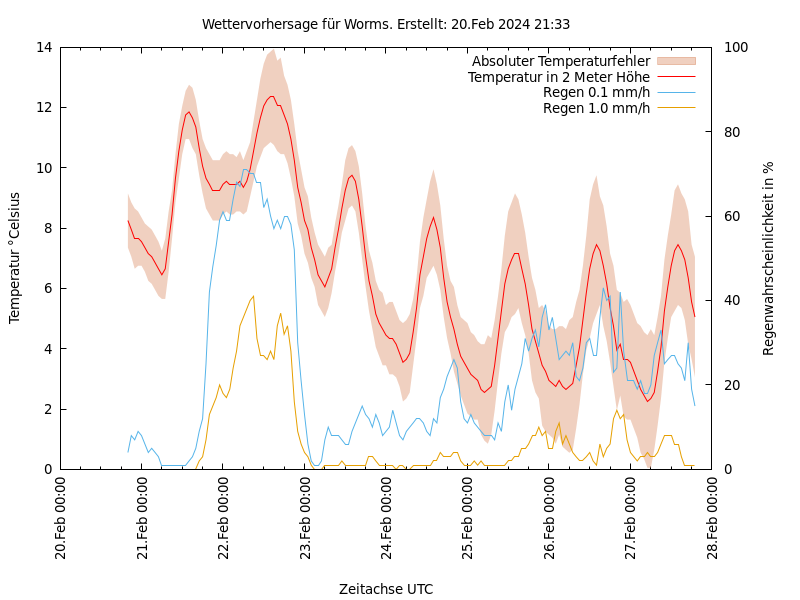 Wettervorhersage für Worms. Erstellt: 20.Feb 2024 21:33
Absoluter Temperaturfehler
Temperatur in 2 Meter Höhe
Regen 0.1 mm/h
Regen 1.0 mm/h
Temperatur °Celsius
14
12
10
8
6
4
2
0
100
80
60
40
20
0
Regenwahrscheinlichkeit in %
20.Feb 00:00
21.Feb 00:00
22.Feb 00:00
23.Feb 00:00
24.Feb 00:00
25.Feb 00:00
26.Feb 00:00
27.Feb 00:00
28.Feb 00:00
Zeitachse UTC